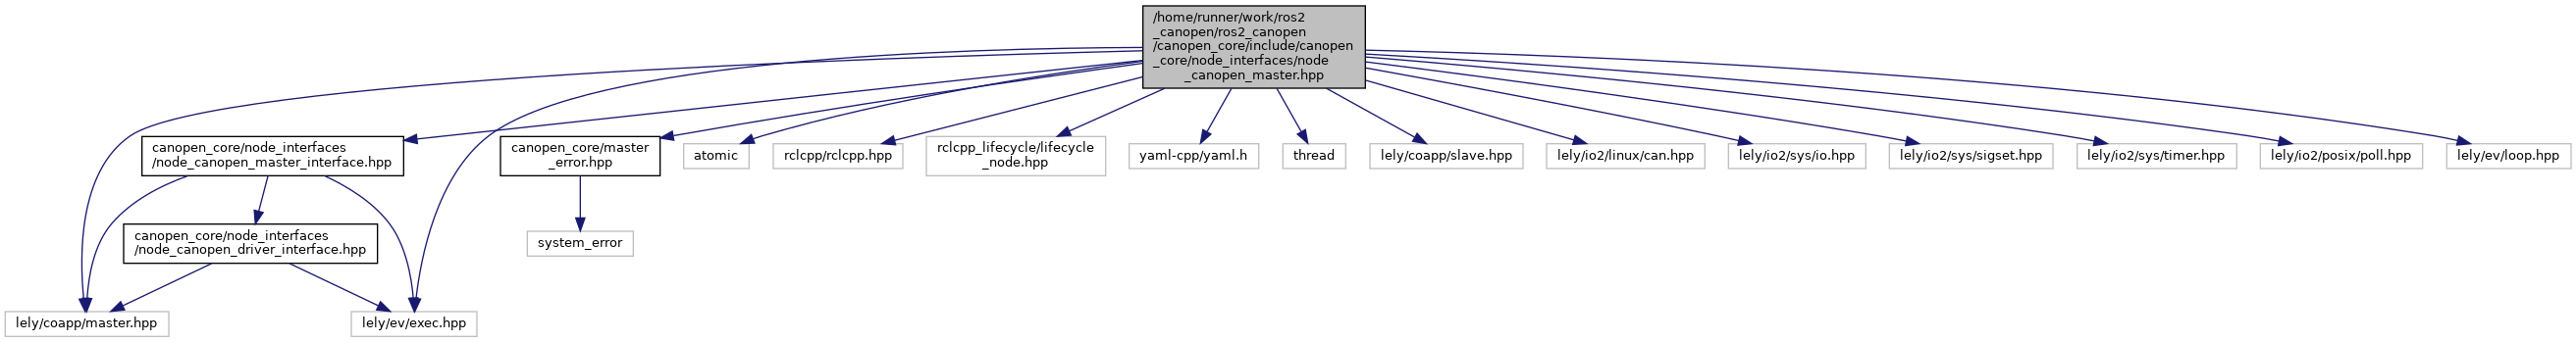 /home/runner/work/ros2
_canopen/ros2_canopen
/canopen_core/include/canopen
_core/node_interfaces/node
_canopen_master.hpp
canopen_core/node_interfaces
/node_canopen_master_interface.hpp
canopen_core/master
_error.hpp
atomic
rclcpp/rclcpp.hpp
rclcpp_lifecycle/lifecycle
_node.hpp
yaml-cpp/yaml.h
thread
lely/coapp/slave.hpp
lely/io2/linux/can.hpp
lely/io2/sys/io.hpp
lely/io2/sys/sigset.hpp
lely/io2/sys/timer.hpp
lely/io2/posix/poll.hpp
lely/ev/loop.hpp
canopen_core/node_interfaces
/node_canopen_driver_interface.hpp
system_error
lely/coapp/master.hpp
lely/ev/exec.hpp